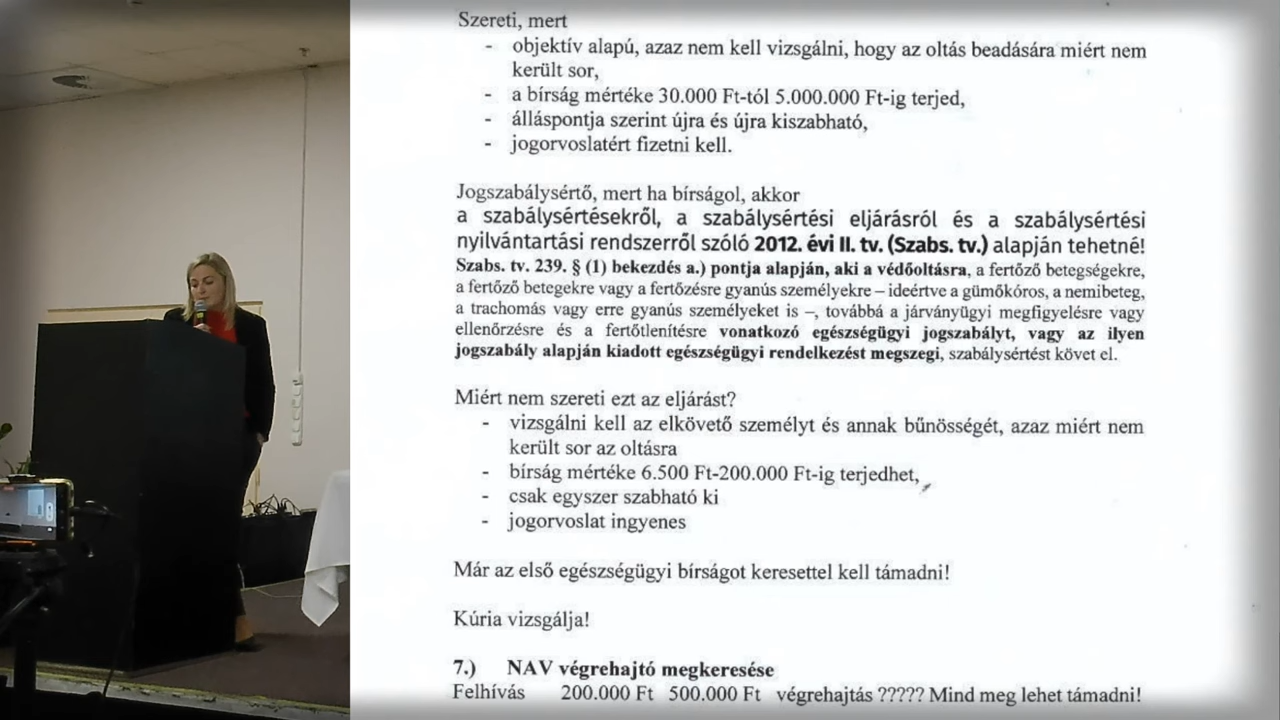 Szereti, mert
- objektív alapú, azaz nem kell vizsgálni, hogy az oltás beadására miért nem
került sor,
- a bírság mértéke 30.000 Ft-tól 5.000.000 Ft-ig terjed,
- álláspontja szerint újra és újra kiszabható,
- jogorvoslatért fizetni kell.
Jogszabálysértő, mert ha bírságol, akkor
a szabálysértésekről, a szabálysértési eljárásról és a szabálysértési
nyilvántartási rendszerről szóló 2012. évi II. tv. (Szabs. tv.) alapján tehetné!
Szabs. tv. 239. § (1) bekezdés a.) pontja alapján, aki a védőoltásra, a fertőző betegségekre,
a fertőző betegekre vagy a fertőzésre gyanús személyekre – ideértve a gümőkóros, a nemibeteg,
a trachomás vagy erre gyanús személyeket is –, továbbá a járványügyi megfigyelésre vagy
ellenőrzésre és a fertőtlenítésre vonatkozó egészségügyi jogszabályt, vagy az ilyen
jogszabály alapján kiadott egészségügyi rendelkezést megszegi, szabálysértést követ el.
Miért nem szereti ezt az eljárást?
- vizsgálni kell az elkövető személyt és annak bűnösségét, azaz miért nem
került sor az oltásra
- bírság mértéke 6.500 Ft-200.000 Ft-ig terjedhet,
- csak egyszer szabható ki
- jogorvoslat ingyenes
Már az első egészségügyi bírságot keresettel kell támadni!
Kúria vizsgálja!
7.) NAV végrehajtó megkeresése
Felhívás 200.000 Ft 500.000 Ft végrehajtás ????? Mind meg lehet támadni!